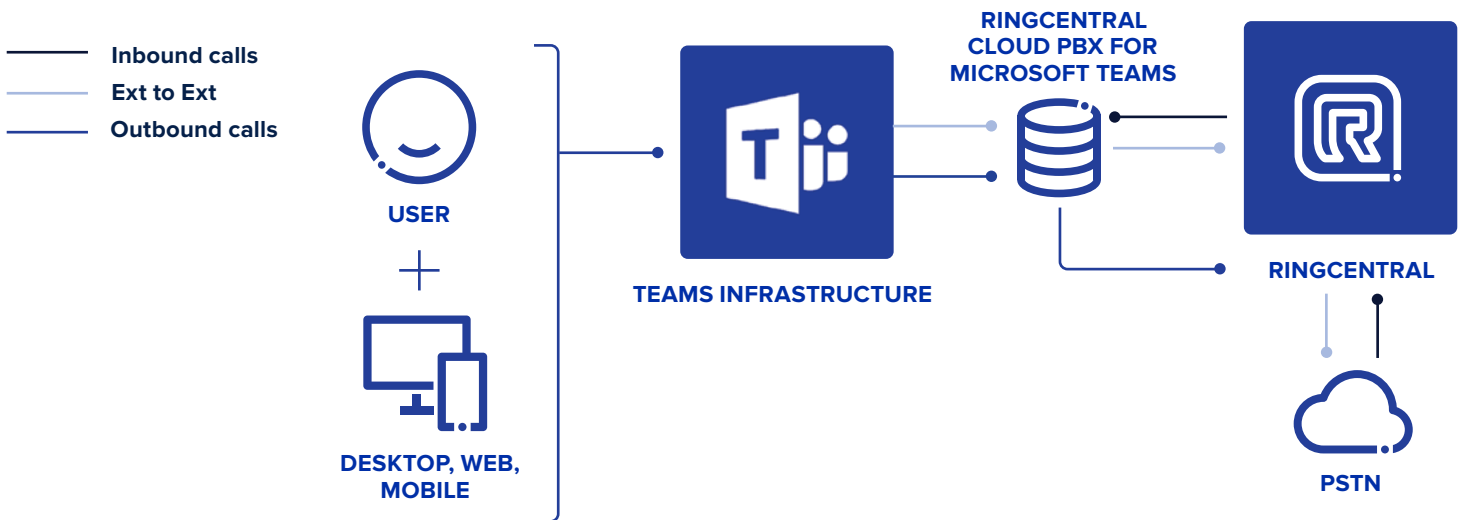 Inbound calls
Ext to Ext
Outbound calls
USER
DESKTOP, WEB,
MOBILE
T
TEAMS INFRASTRUCTURE
RINGCENTRAL
CLOUD PBX FOR
MICROSOFT TEAMS
R
RINGCENTRAL
PSTN